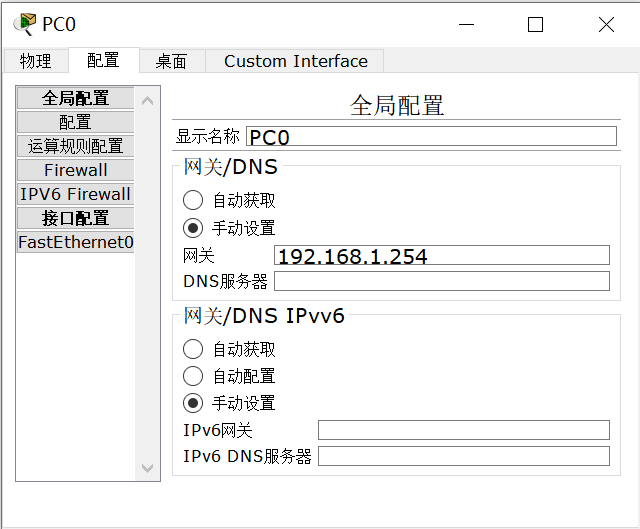 PC0
物理 配置 桌面 Custom Interface
全局配置
配置
运算规则配置
Firewall
IPV6 Firewall
接口配置
FastEthernet0
全局配置
显示名称 PC0
网关/DNS
自动获取
手动设置
网关 192.168.1.254
DNS服务器
网关/DNS IPvv6
自动获取
自动配置
手动设置
IPv6网关
IPv6 DNS服务器